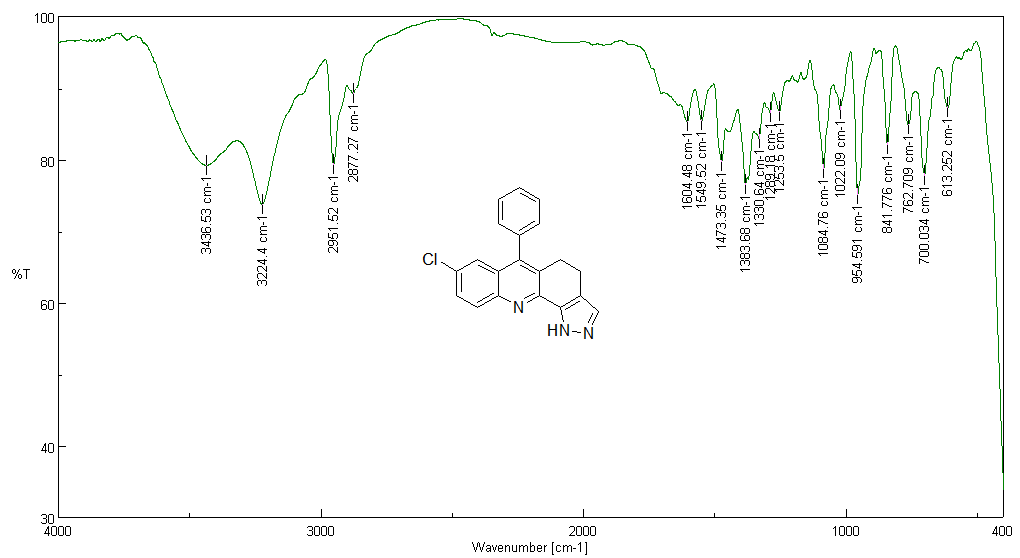 100
80
%T
60
40
30
4000
3000
2000
1000
400
Wavenumber [cm-1]
3436.53 cm-1
3224.4 cm-1
2951.52 cm-1
2877.27 cm-1
1604.48 cm-1
1549.52 cm-1
1473.35 cm-1
1383.68 cm-1
1330.64 cm-1
1289.18 cm-1
1253.5 cm-1
1084.76 cm-1
1022.09 cm-1
954.591 cm-1
841.776 cm-1
762.709 cm-1
700.034 cm-1
613.252 cm-1
Cl
N
HN
N